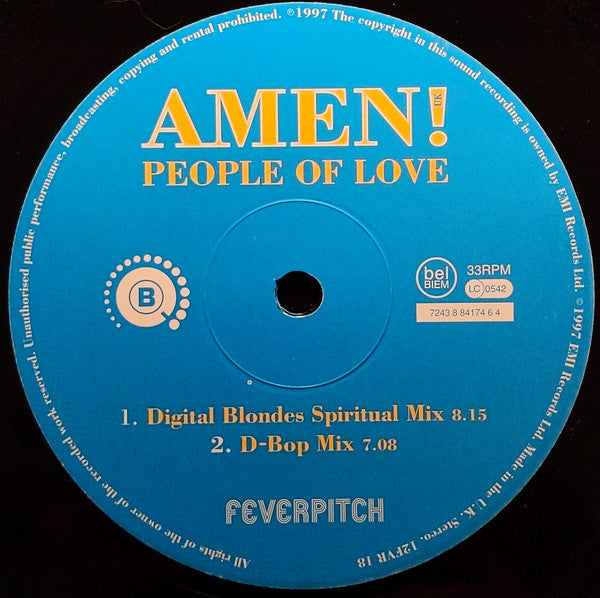 AMEN!
UK
PEOPLE OF LOVE
B
bel
BIEM
33RPM
LC 0542
7243 8 84174 6 4
1. Digital Blondes Spiritual Mix 8.15
2. D-Bop Mix 7.08
FEVERPITCH
All rights of the owner of the recorded work reserved. Unauthorised public performance, broadcasting, copying and rental prohibited. ℗1997 The copyright in this sound recording is owned by EMI Records Ltd. ©1997 EMI Records Ltd. Made in the U.K. Stereo. 12FVR 18